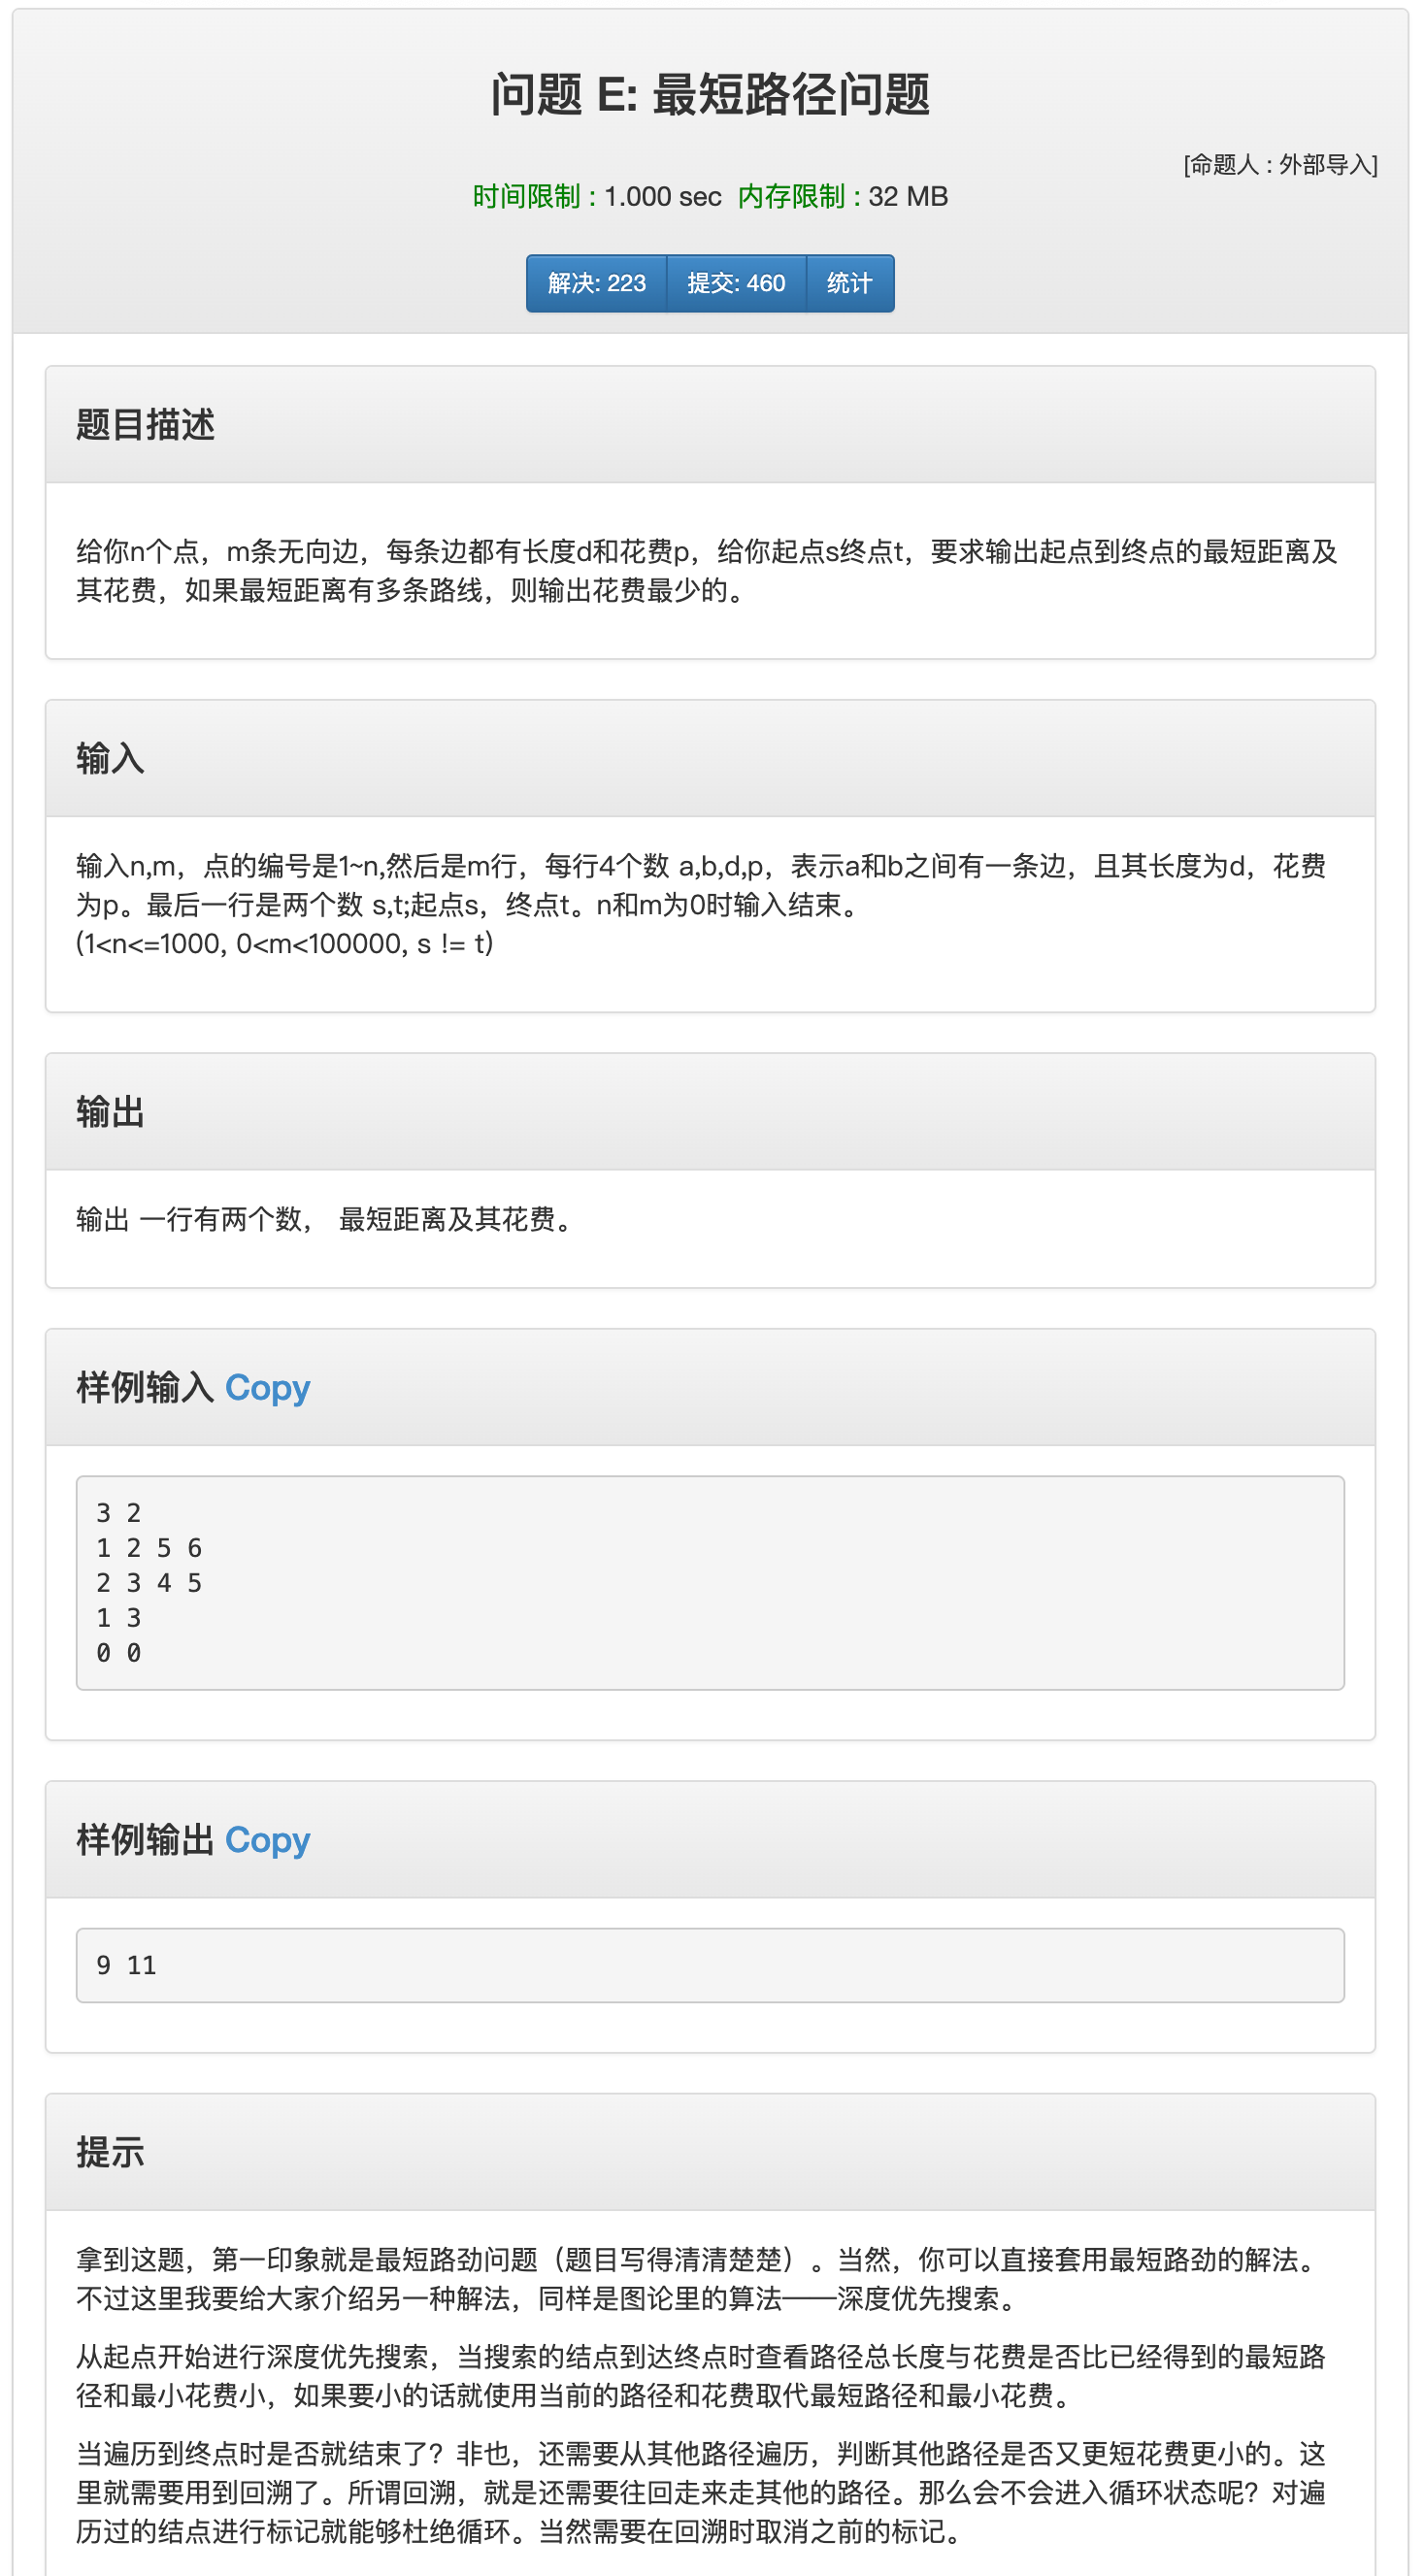 问题 E: 最短路径问题
[命题人 : 外部导入]
时间限制 : 1.000 sec 内存限制 : 32 MB
解决: 223 提交: 460 统计
题目描述
给你n个点，m条无向边，每条边都有长度d和花费p，给你起点s终点t，要求输出起点到终点的最短距离及
其花费，如果最短距离有多条路线，则输出花费最少的。
输入
输入n,m，点的编号是1~n,然后是m行，每行4个数 a,b,d,p，表示a和b之间有一条边，且其长度为d，花费
为p。最后一行是两个数 s,t;起点s，终点t。n和m为0时输入结束。
(1<n<=1000, 0<m<100000, s != t)
输出
输出 一行有两个数， 最短距离及其花费。
样例输入 Copy
3 2
1 2 5 6
2 3 4 5
1 3
0 0
样例输出 Copy
9 11
提示
拿到这题，第一印象就是最短路劲问题（题目写得清清楚楚）。当然，你可以直接套用最短路劲的解法。
不过这里我要给大家介绍另一种解法，同样是图论里的算法——深度优先搜索。
从起点开始进行深度优先搜索，当搜索的结点到达终点时查看路径总长度与花费是否比已经得到的最短路
径和最小花费小，如果要小的话就使用当前的路径和花费取代最短路径和最小花费。
当遍历到终点时是否就结束了？非也，还需要从其他路径遍历，判断其他路径是否又更短花费更小的。这
里就需要用到回溯了。所谓回溯，就是还需要往回走来走其他的路径。那么会不会进入循环状态呢？对遍
历过的结点进行标记就能够杜绝循环。当然需要在回溯时取消之前的标记。